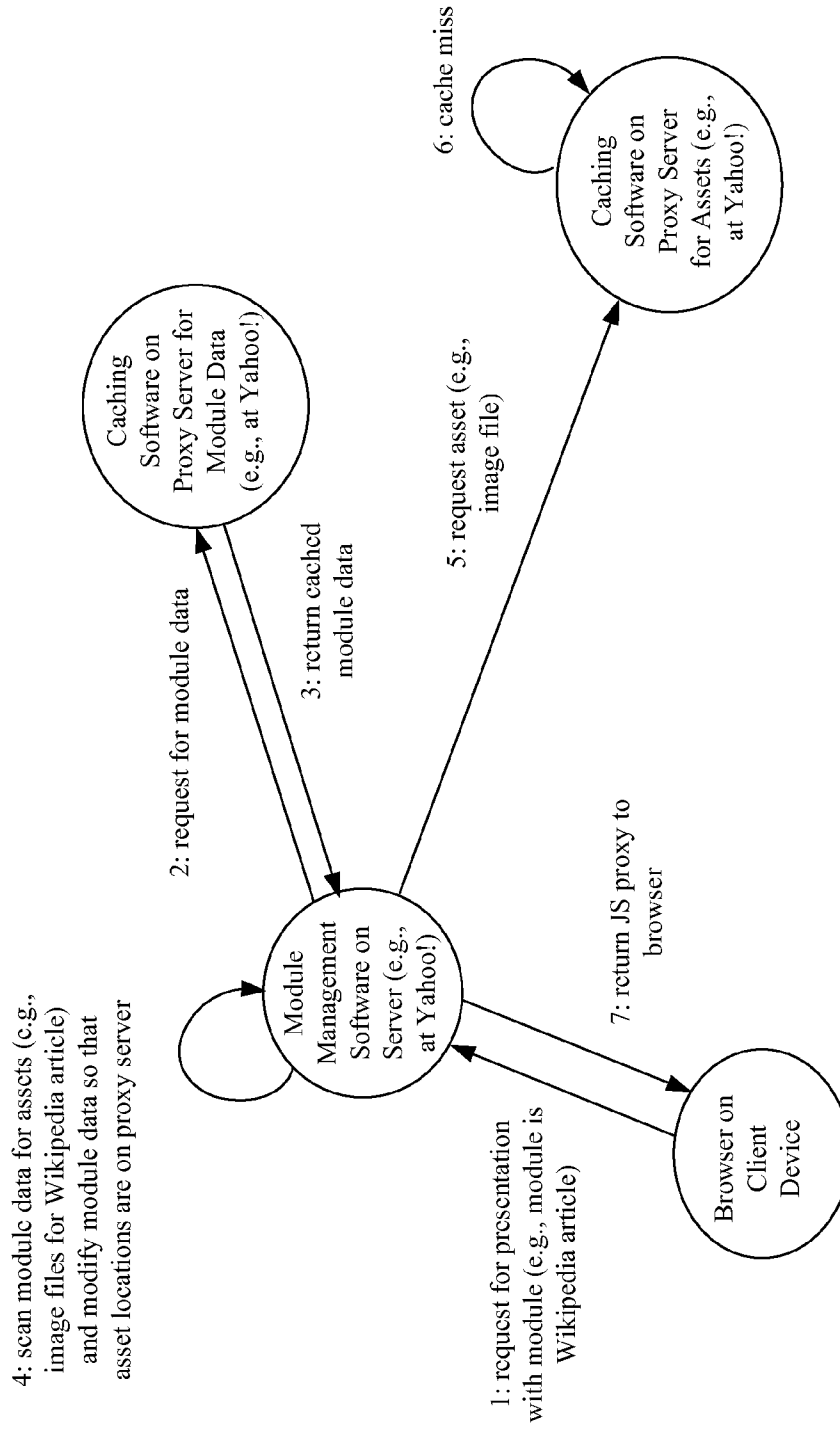 4: scan module data for assets (e.g.,
image files for Wikipedia article)
and modify module data so that
asset locations are on proxy server
Module
Management
Software on
Server (e.g.,
at Yahoo!)
2: request for module data
3: return cached
module data
Caching
Software on
Proxy Server for
Module Data
(e.g., at Yahoo!)
1: request for presentation
with module (e.g., module is
Wikipedia article)
Browser on
Client
Device
7: return JS proxy to
browser
5: request asset (e.g.,
image file)
6: cache miss
Caching
Software on
Proxy Server
for Assets (e.g.,
at Yahoo!)